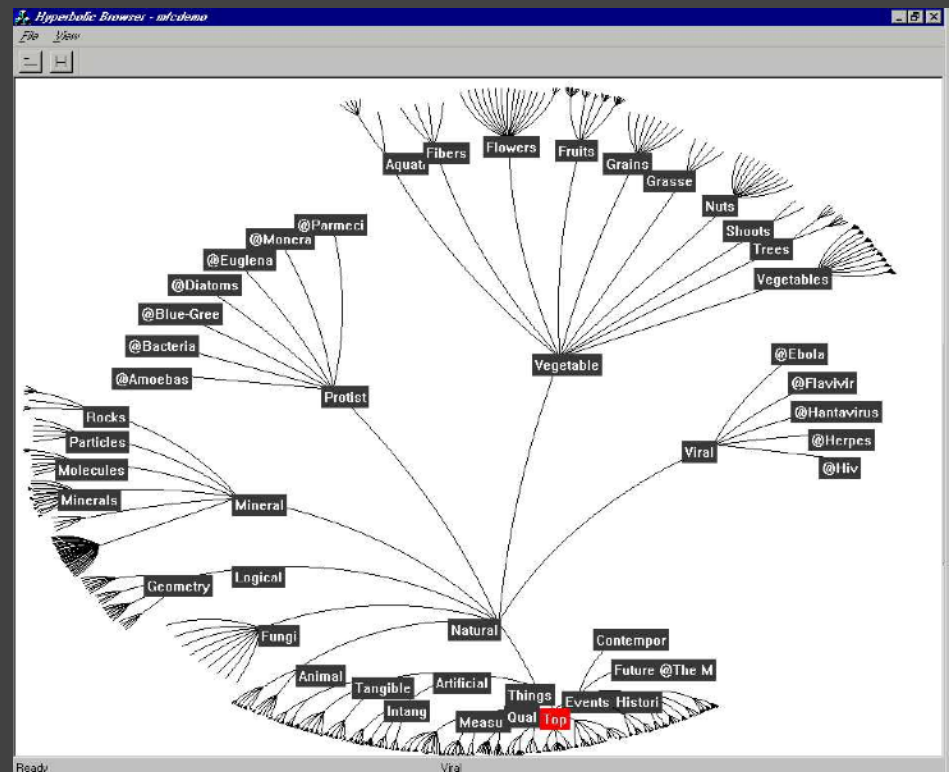 Hyperbolic Browser - mfcdemo
File View
Aquat
Fibers
Flowers
Fruits
Grains
Grasse
Nuts
Shoots
Trees
Vegetables
@Parmeci
@Monera
@Euglena
@Diatoms
@Blue-Gree
@Bacteria
@Amoebas
Protist
Vegetable
@Ebola
@Flavivir
@Hantavirus
@Herpes
@Hiv
Viral
Rocks
Particles
Molecules
Minerals
Mineral
Geometry
Logical
Fungi
Natural
Contempor
Future @The M
Animal
Tangible
Artificial
Intang
Things
Events
Histori
Measu
Qual
Top
Ready
Viral